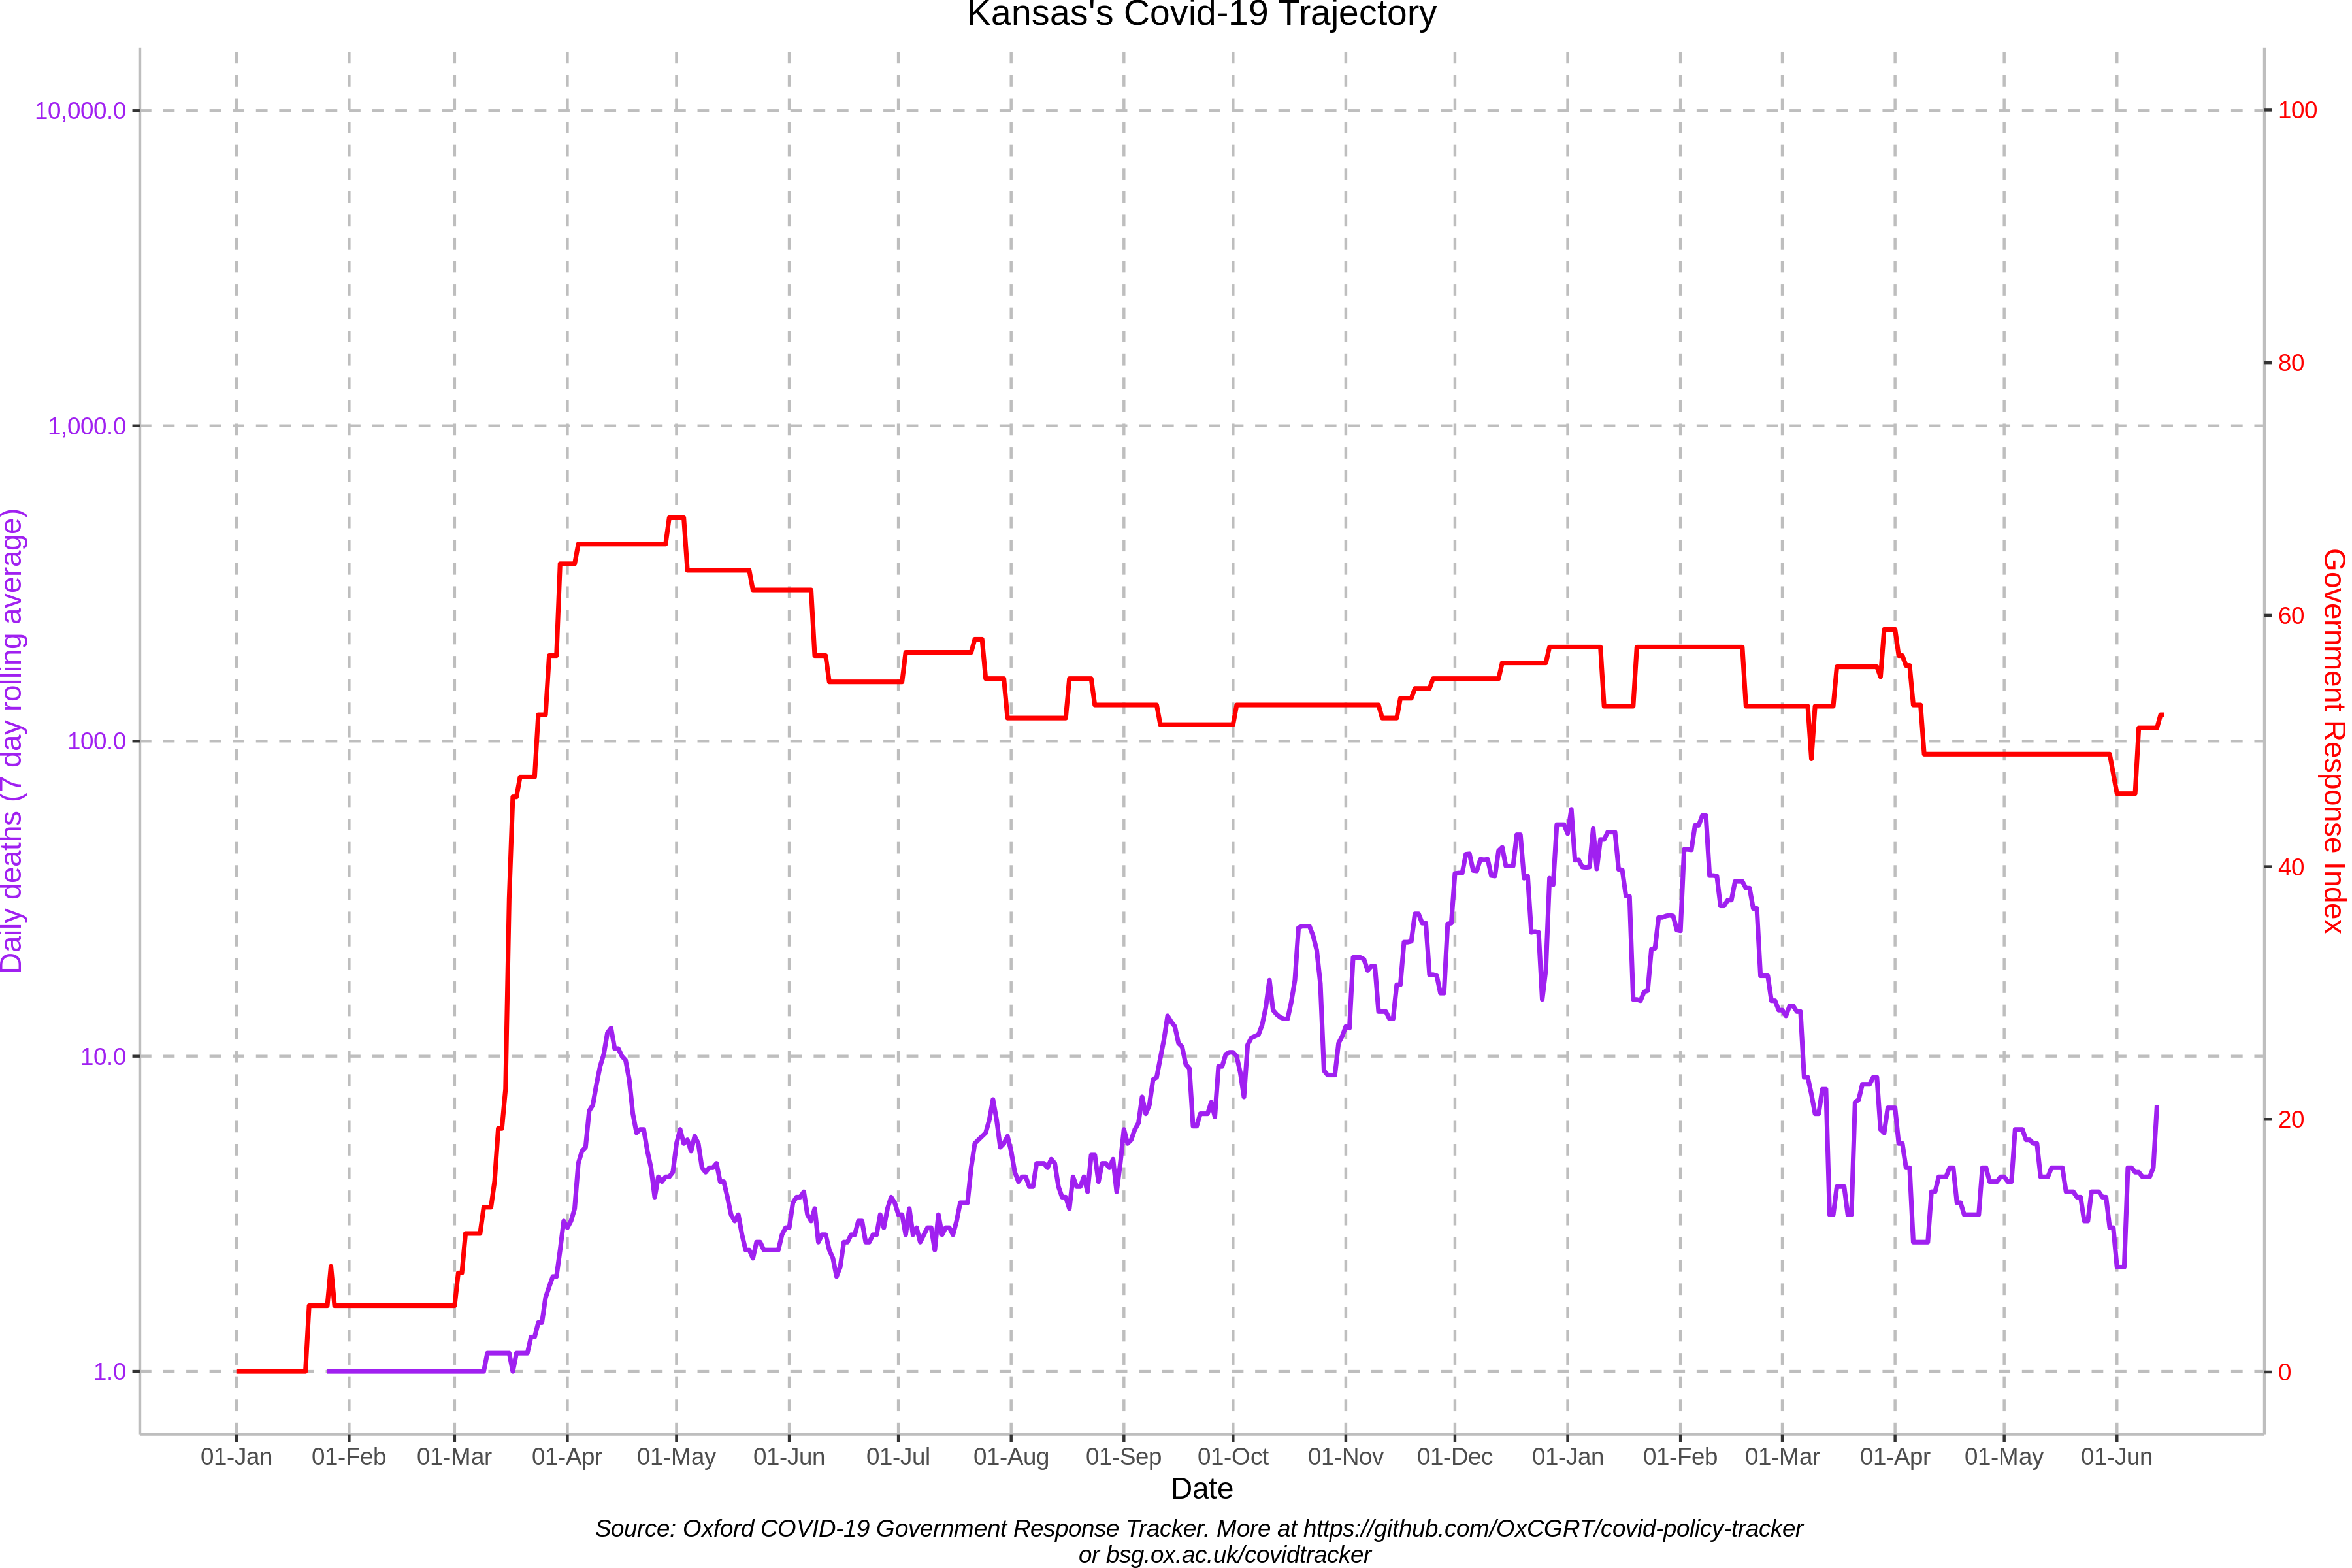 Kansas's Covid-19 Trajectory
10,000.0
1,000.0
100.0
10.0
1.0
Daily deaths (7 day rolling average)
100
80
60
40
20
0
Government Response Index
01-Jan 01-Feb 01-Mar 01-Apr 01-May 01-Jun 01-Jul 01-Aug 01-Sep 01-Oct 01-Nov 01-Dec 01-Jan 01-Feb 01-Mar 01-Apr 01-May 01-Jun
Date
Source: Oxford COVID-19 Government Response Tracker. More at https://github.com/OxCGRT/covid-policy-tracker
or bsg.ox.ac.uk/covidtracker